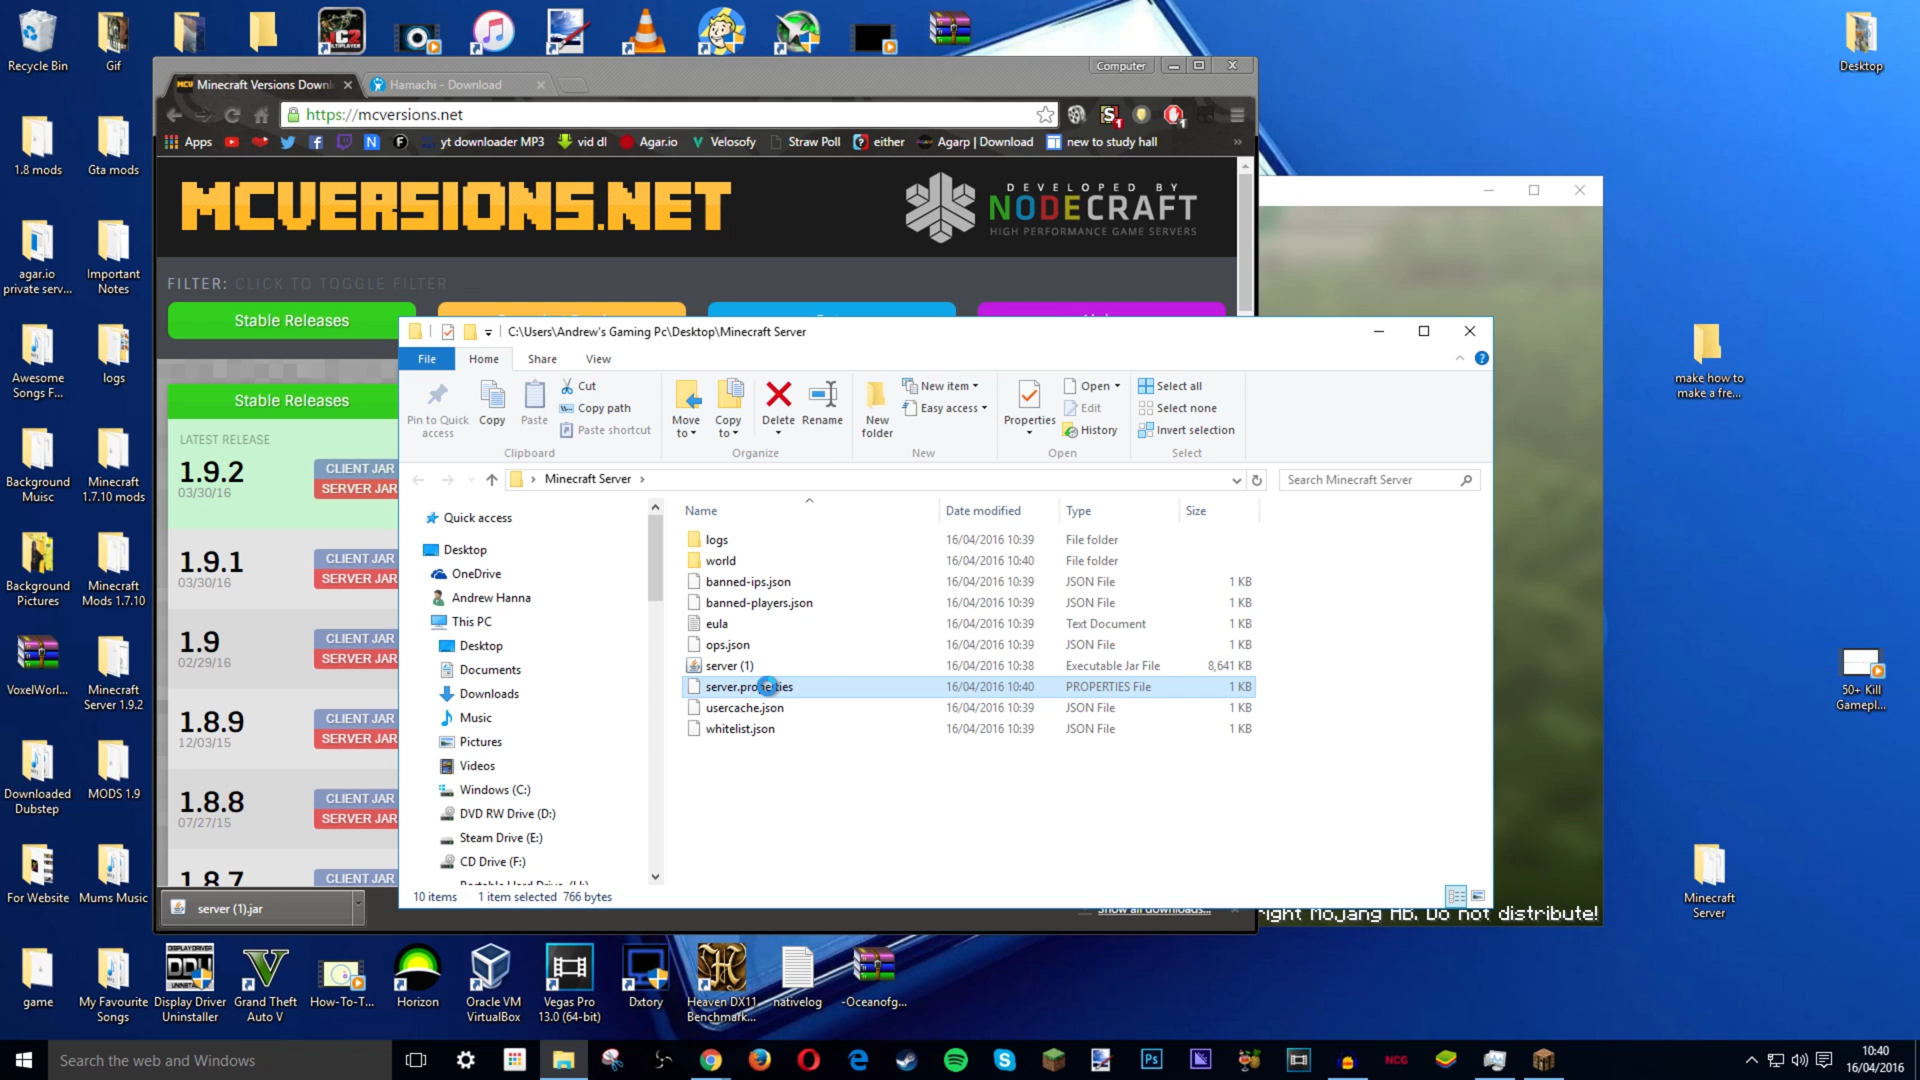 Recycle Bin
Gif
Desktop
Computer
Minecraft Versions Downl
Hamachi - Download
https://mcversions.net
Apps
yt downloader MP3
vid dl
Agar.io
Velosofy
Straw Poll
either
Agarp | Download
new to study hall
MCVERSIONS.NET
DEVELOPED BY
NODECRAFT
HIGH PERFORMANCE GAME SERVERS
FILTER: CLICK TO TOGGLE FILTER
Stable Releases
Stable Releases
LATEST RELEASE
1.9.2
03/30/16
CLIENT JAR
SERVER JAR
1.9.1
03/30/16
CLIENT JAR
SERVER JAR
1.9
02/29/16
CLIENT JAR
SERVER JAR
1.8.9
12/03/15
CLIENT JAR
SERVER JAR
1.8.8
07/27/15
CLIENT JAR
SERVER JAR
1.8.7
CLIENT JAR
server (1).jar
Show all downloads...
C:\Users\Andrew's Gaming Pc\Desktop\Minecraft Server
File
Home
Share
View
Pin to Quick access
Copy
Paste
Cut
Copy path
Paste shortcut
Clipboard
Move to
Copy to
Delete
Rename
Organize
New folder
New item
Easy access
New
Properties
Open
Edit
History
Open
Select all
Select none
Invert selection
Select
Minecraft Server
Search Minecraft Server
Quick access
Desktop
OneDrive
Andrew Hanna
This PC
Desktop
Documents
Downloads
Music
Pictures
Videos
Windows (C:)
DVD RW Drive (D:)
Steam Drive (E:)
CD Drive (F:)
Name Date modified Type Size
logs 16/04/2016 10:39 File folder
world 16/04/2016 10:40 File folder
banned-ips.json 16/04/2016 10:39 JSON File 1 KB
banned-players.json 16/04/2016 10:39 JSON File 1 KB
eula 16/04/2016 10:39 Text Document 1 KB
ops.json 16/04/2016 10:39 JSON File 1 KB
server (1) 16/04/2016 10:38 Executable Jar File 8,641 KB
server.properties 16/04/2016 10:40 PROPERTIES File 1 KB
usercache.json 16/04/2016 10:39 JSON File 1 KB
whitelist.json 16/04/2016 10:39 JSON File 1 KB
10 items 1 item selected 766 bytes
right Mojang AB. Do not distribute!
1.8 mods
Gta mods
agar.io private serv...
Important Notes
Awesome Songs F...
logs
Background Muisc
Minecraft 1.7.10 mods
Background Pictures
Minecraft Mods 1.7.10
VoxelWorl...
Minecraft Server 1.9.2
Downloaded Dubstep
MODS 1.9
For Website
Mums Music
make how to make a fre...
50+ Kill Gamepl...
Minecraft Server
game
My Favourite Songs
Display Driver Uninstaller
Grand Theft Auto V
How-To-T...
Horizon
Oracle VM VirtualBox
Vegas Pro 13.0 (64-bit)
Dxtory
Heaven DX11 Benchmark...
nativelog
-Oceanofg...
Search the web and Windows
Ps
NCG
10:40
16/04/2016